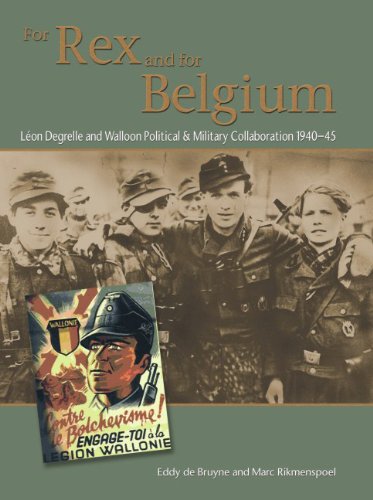 For
Rex and for
Belgium
Léon Degrelle and Walloon Political & Military Collaboration 1940–45
WALLONIE
Contre
le Bolchevisme!
ENGAGE-TOI à la
LEGION WALLONIE
Eddy de Bruyne and Marc Rikmenspoel